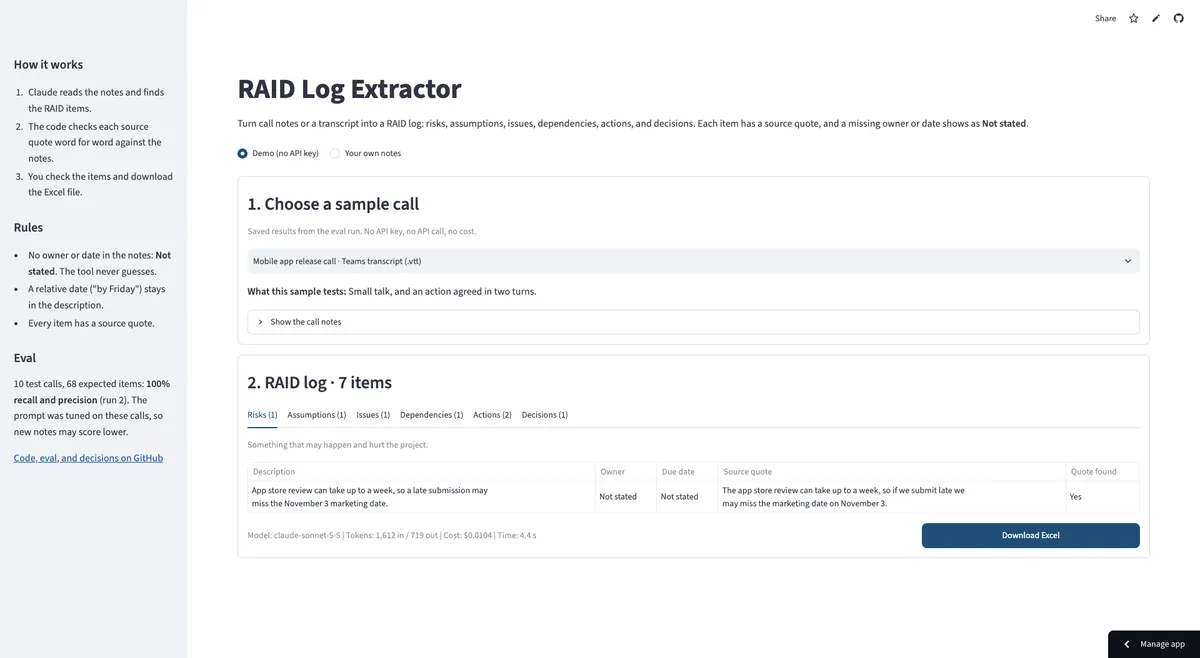 Share
How it works
1. Claude reads the notes and finds
the RAID items.
2. The code checks each source
quote word for word against the
notes.
3. You check the items and download
the Excel file.
Rules
• No owner or date in the notes: Not
stated. The tool never guesses.
• A relative date ("by Friday") stays
in the description.
• Every item has a source quote.
Eval
10 test calls, 68 expected items: 100%
recall and precision (run 2). The
prompt was tuned on these calls, so
new notes may score lower.
Code, eval, and decisions on GitHub
RAID Log Extractor
Turn call notes or a transcript into a RAID log: risks, assumptions, issues, dependencies, actions, and decisions. Each item has a source quote, and a missing owner or date shows as Not stated.
Demo (no API key) Your own notes
1. Choose a sample call
Saved results from the eval run. No API key, no API call, no cost.
Mobile app release call · Teams transcript (.vtt)
What this sample tests: Small talk, and an action agreed in two turns.
Show the call notes
2. RAID log · 7 items
Risks (1) Assumptions (1) Issues (1) Dependencies (1) Actions (2) Decisions (1)
Something that may happen and hurt the project.
Description Owner Due date Source quote Quote found
App store review can take up to a week, so a late submission may
miss the November 3 marketing date.
Not stated
Not stated
The app store review can take up to a week, so if we submit late we
may miss the marketing date on November 3.
Yes
Model: claude-sonnet-5-5 | Tokens: 1,612 in / 719 out | Cost: $0.0104 | Time: 4.4 s
Download Excel
Manage app